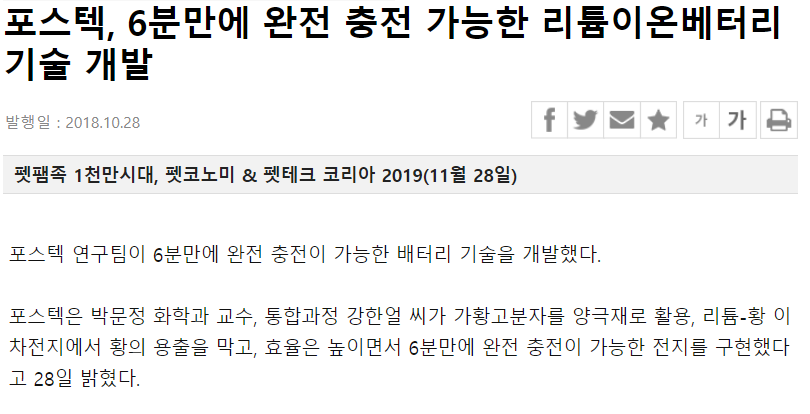 포스텍, 6분만에 완전 충전 가능한 리튬이온베터리
기술 개발
발행일 : 2018.10.28
가 가
펫팸족 1천만시대, 펫코노미 & 펫테크 코리아 2019(11월 28일)
포스텍 연구팀이 6분만에 완전 충전이 가능한 배터리 기술을 개발했다.
포스텍은 박문정 화학과 교수, 통합과정 강한얼 씨가 가황고분자를 양극재로 활용, 리튬-황 이
차전지에서 황의 용출을 막고, 효율은 높이면서 6분만에 완전 충전이 가능한 전지를 구현했다
고 28일 밝혔다.